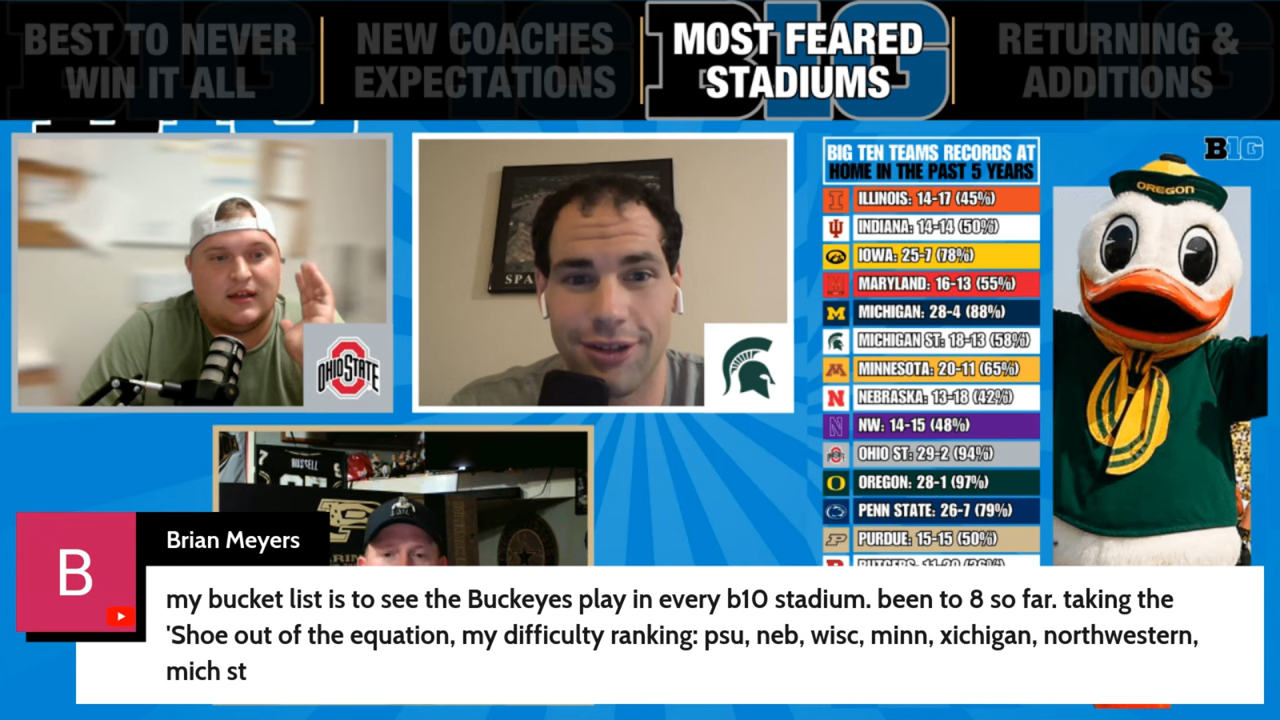 BEST TO NEVER
WIN IT ALL
NEW COACHES
EXPECTATIONS
MOST FEARED
STADIUMS
RETURNING &
ADDITIONS
B1G
BIG TEN TEAMS RECORDS AT
HOME IN THE PAST 5 YEARS
ILLINOIS: 14-17 (45%)
INDIANA: 14-14 (50%)
IOWA: 25-7 (78%)
MARYLAND: 16-13 (55%)
MICHIGAN: 28-4 (88%)
MICHIGAN ST: 18-13 (58%)
MINNESOTA: 20-11 (65%)
NEBRASKA: 13-18 (42%)
NW: 14-15 (48%)
OHIO ST: 29-2 (94%)
OREGON: 28-1 (97%)
PENN STATE: 26-7 (79%)
PURDUE: 15-15 (50%)
OREGON
SPA
OHIO STATE
RUSSELL
B
Brian Meyers
my bucket list is to see the Buckeyes play in every b10 stadium. been to 8 so far. taking the
'Shoe out of the equation, my difficulty ranking: psu, neb, wisc, minn, xichigan, northwestern,
mich st